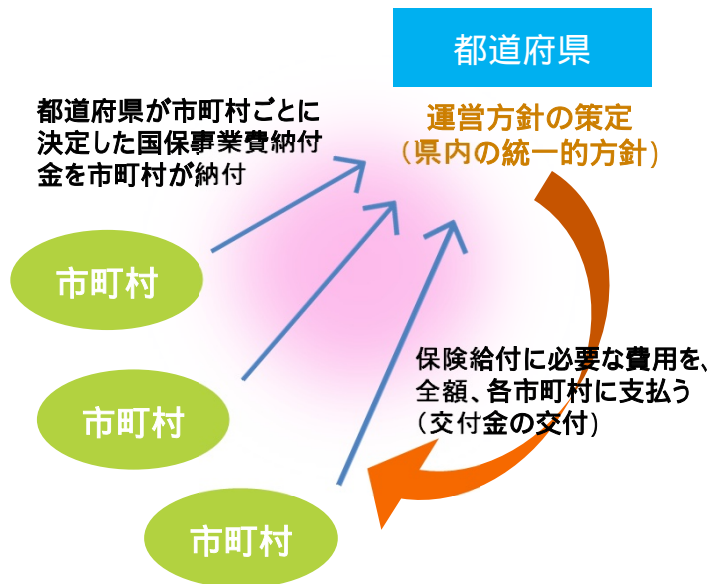 都道府県
都道府県が市町村ごとに
決定した国保事業費納付
金を市町村が納付
運営方針の策定
（県内の統一的方針）
市町村
保険給付に必要な費用を、
全額、各市町村に支払う
（交付金の交付）
市町村
市町村